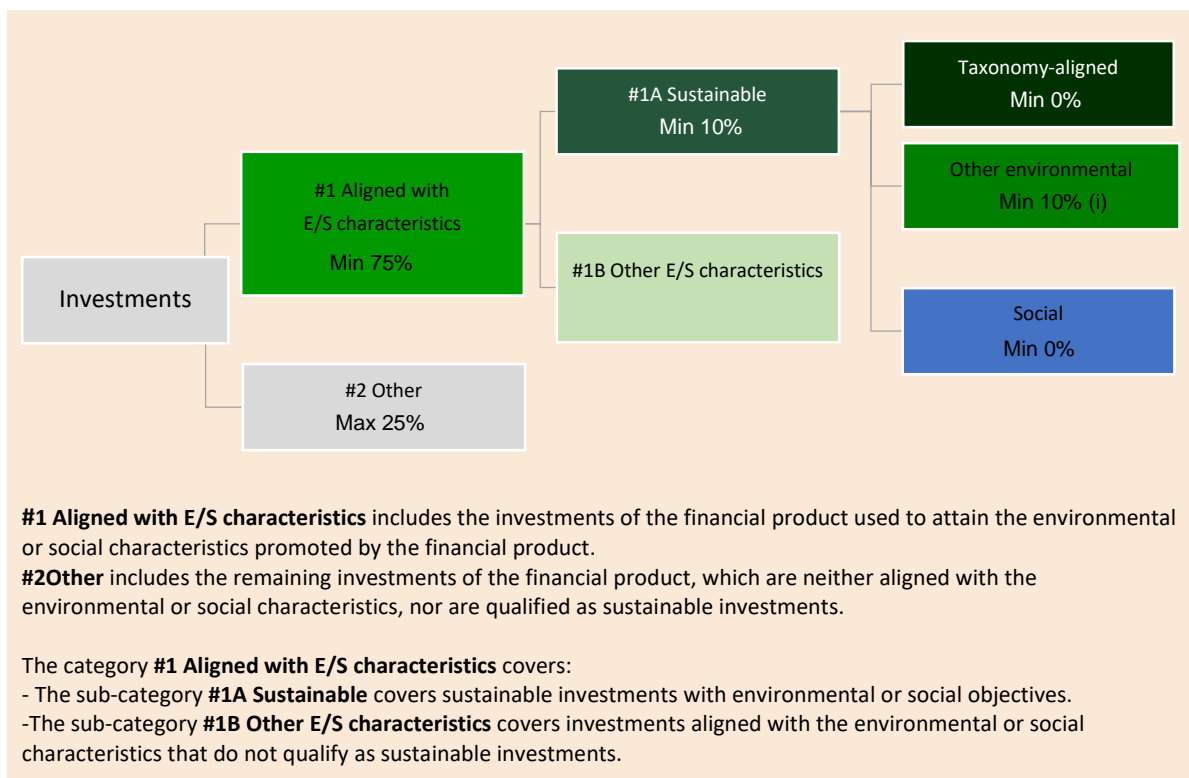 Investments
#1 Aligned with
E/S characteristics
Min 75%
#2 Other
Max 25%
#1A Sustainable
Min 10%
#1B Other E/S characteristics
Taxonomy-aligned
Min 0%
Other environmental
Min 10% (i)
Social
Min 0%
#1 Aligned with E/S characteristics includes the investments of the financial product used to attain the environmental
or social characteristics promoted by the financial product.
#2Other includes the remaining investments of the financial product, which are neither aligned with the
environmental or social characteristics, nor are qualified as sustainable investments.
The category #1 Aligned with E/S characteristics covers:
- The sub-category #1A Sustainable covers sustainable investments with environmental or social objectives.
-The sub-category #1B Other E/S characteristics covers investments aligned with the environmental or social
characteristics that do not qualify as sustainable investments.